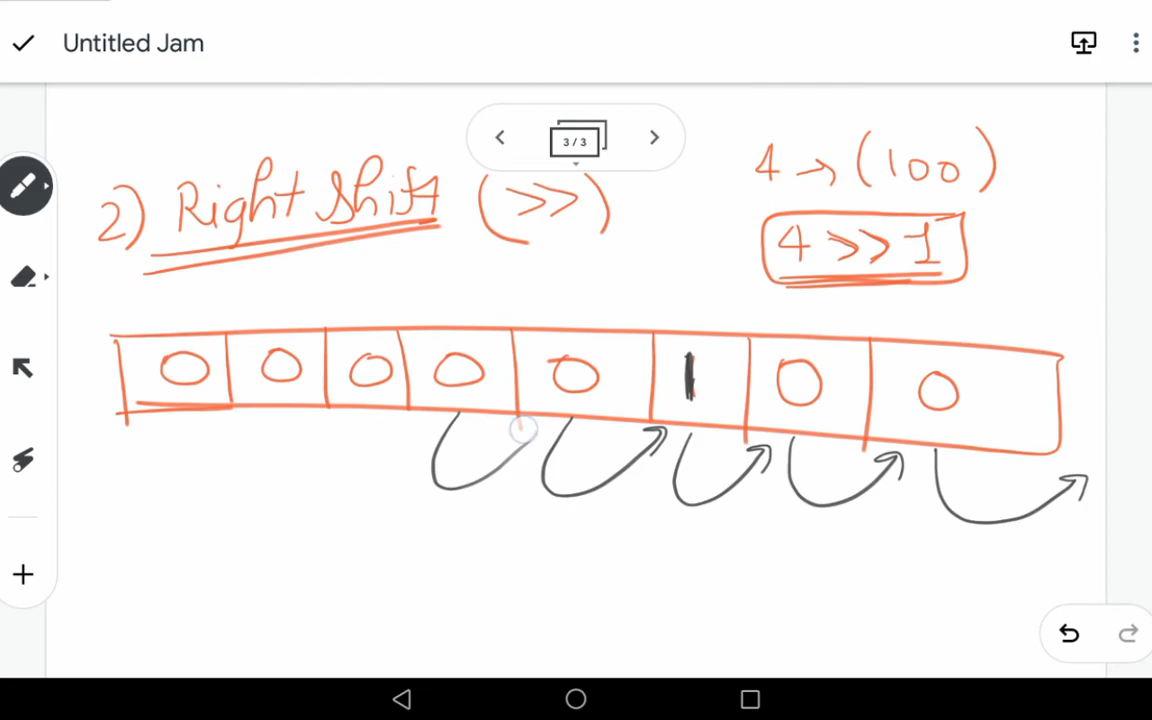 Untitled Jam
3 / 3
4 → (100)
2) Right Shift (>>)
4 >> 1
0 0 0 0 0 1 0 0